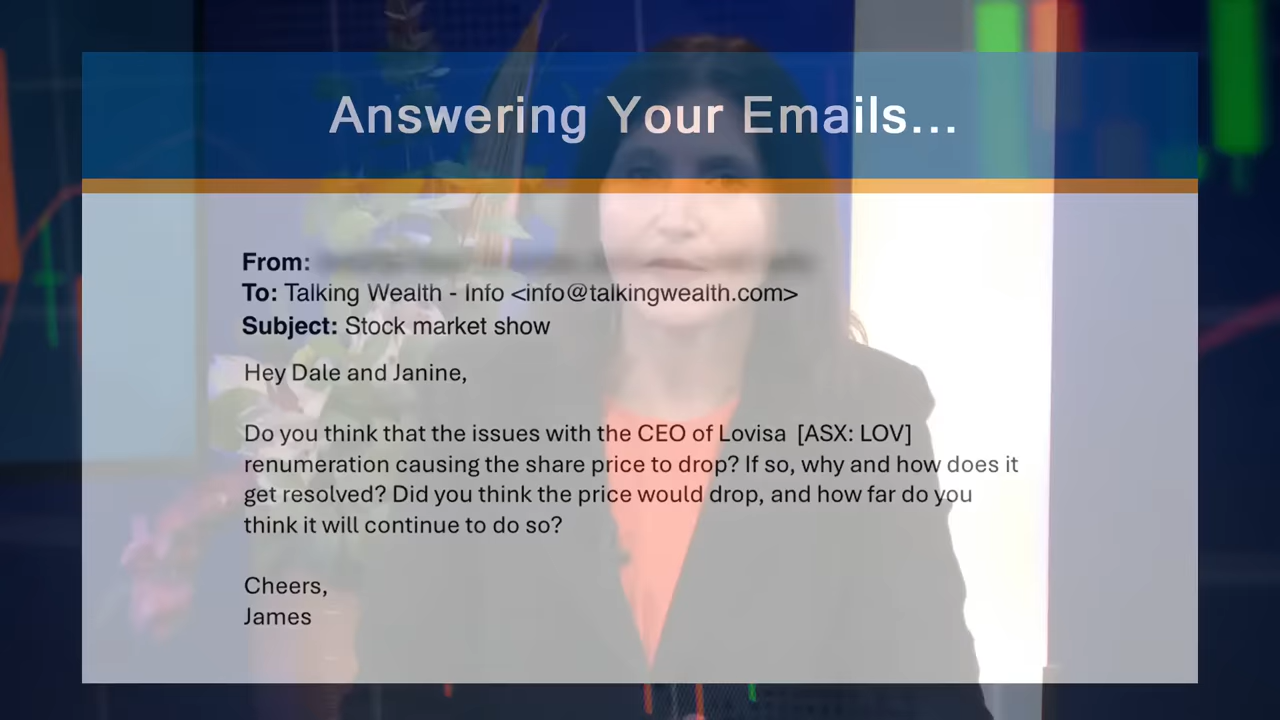 Answering Your Emails...
From:
To: Talking Wealth - Info <info@talkingwealth.com>
Subject: Stock market show
Hey Dale and Janine,
Do you think that the issues with the CEO of Lovisa [ASX: LOV]
renumeration causing the share price to drop? If so, why and how does it
get resolved? Did you think the price would drop, and how far do you
think it will continue to do so?
Cheers,
James